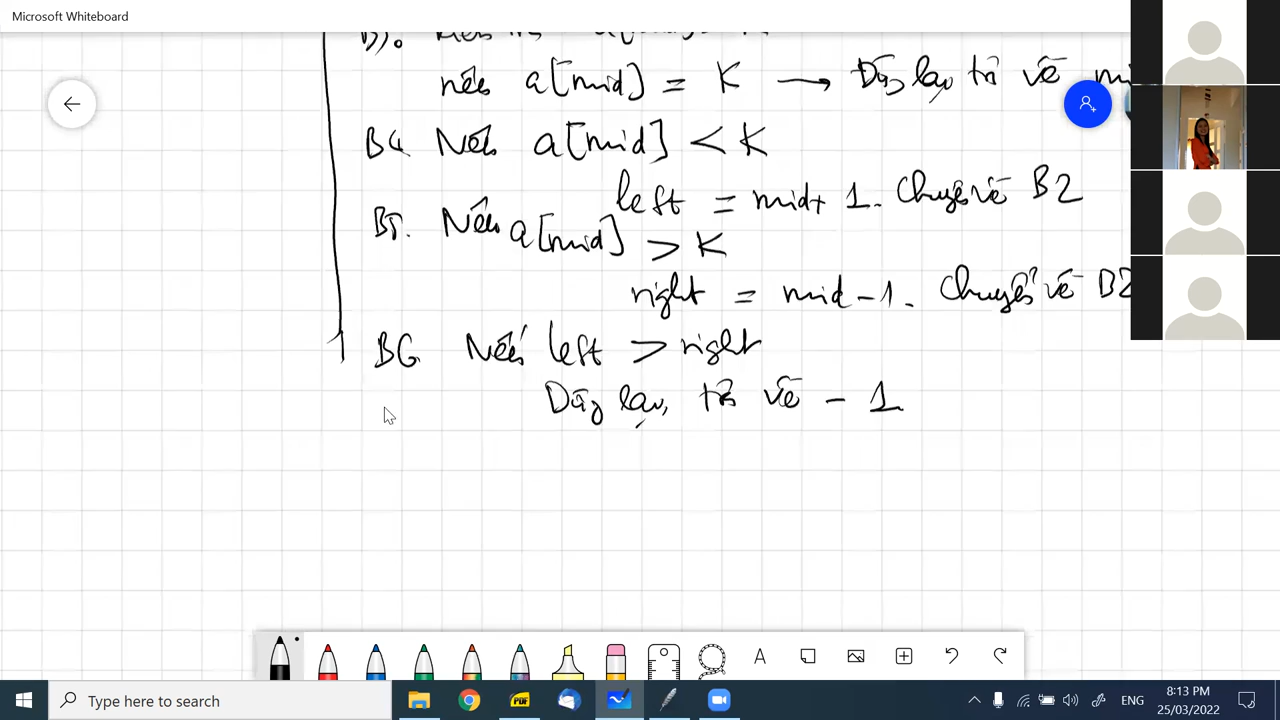 Microsoft Whiteboard
nếu a[mid] = K → Dừng lại, trả về
B4 Nếu a[mid] < K
left = mid+ 1. Chuyển về B2
B5. Nếu a[mid] > K
right = mid-1. Chuyển về B2
B6 Nếu left > right
Dừng lại, trả về - 1
Type here to search
ENG
8:13 PM
25/03/2022